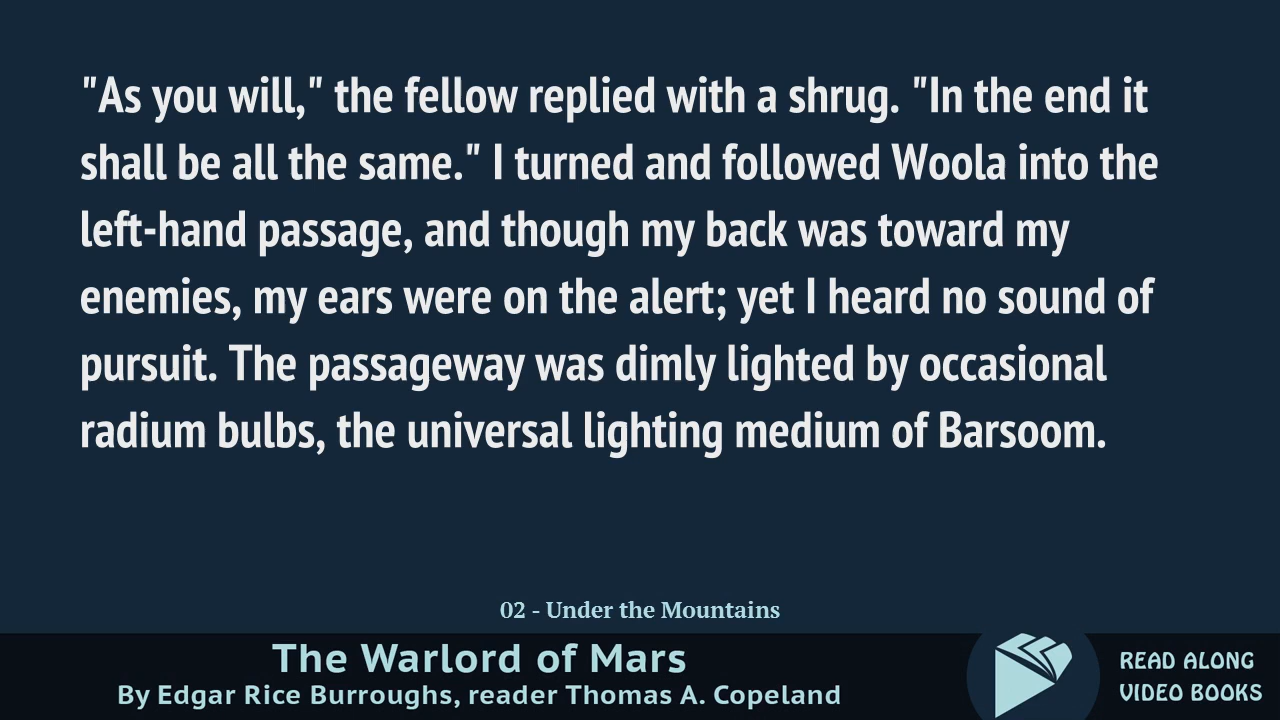 "As you will," the fellow replied with a shrug. "In the end it
shall be all the same." I turned and followed Woola into the
left-hand passage, and though my back was toward my
enemies, my ears were on the alert; yet I heard no sound of
pursuit. The passageway was dimly lighted by occasional
radium bulbs, the universal lighting medium of Barsoom.
02 - Under the Mountains
The Warlord of Mars
By Edgar Rice Burroughs, reader Thomas A. Copeland
READ ALONG
VIDEO BOOKS